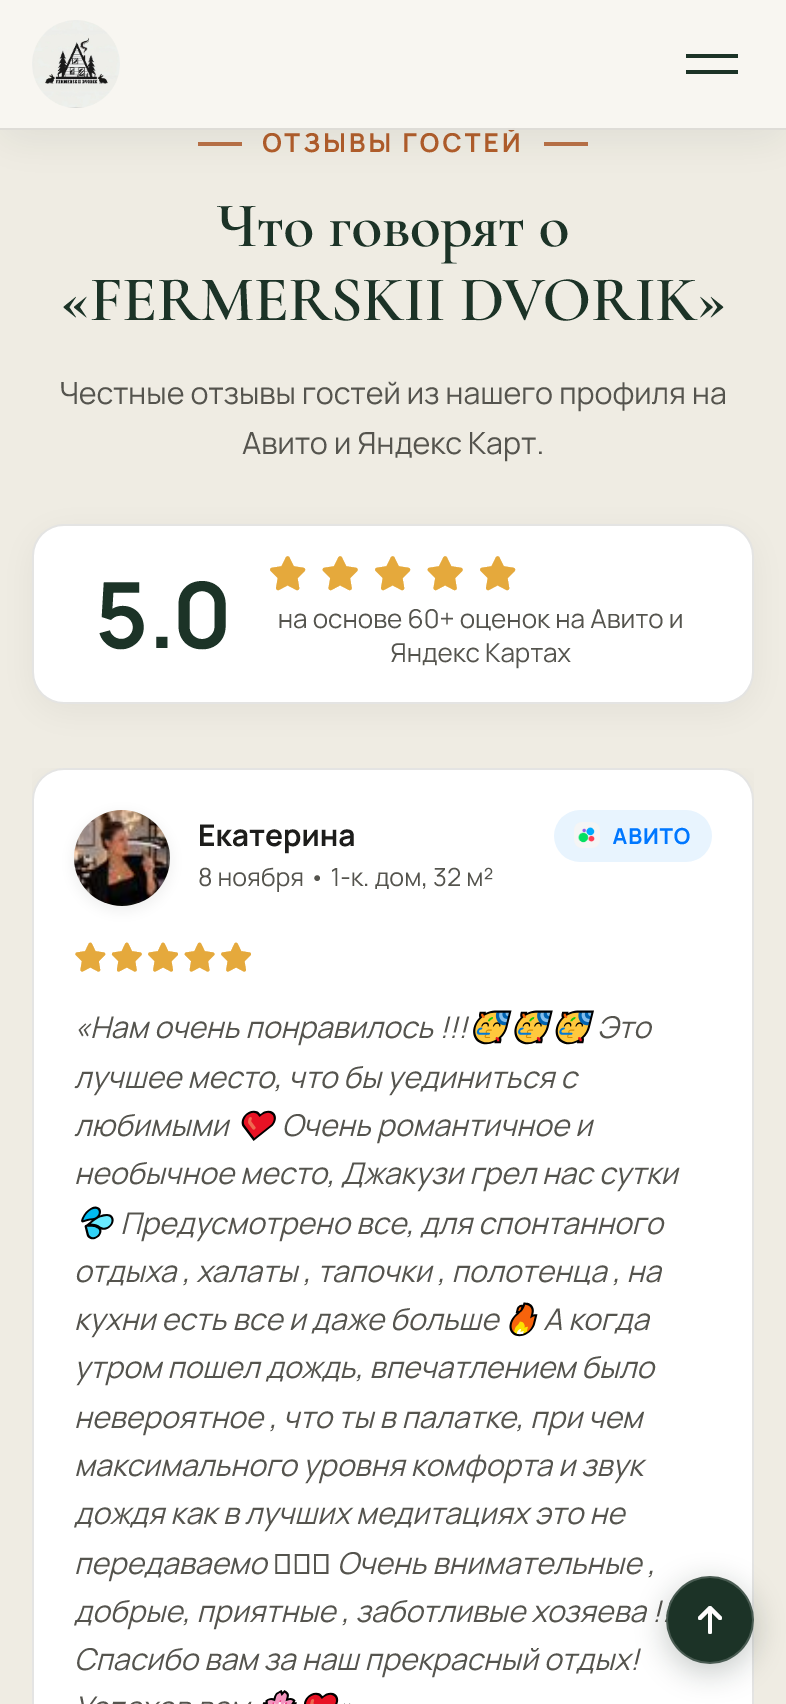 FERMERSKII DVORIK
ОТЗЫВЫ ГОСТЕЙ
Что говорят о
«FERMERSKII DVORIK»
Честные отзывы гостей из нашего профиля на
Авито и Яндекс Карт.
5.0
на основе 60+ оценок на Авито и
Яндекс Картах
Екатерина
АВИТО
8 ноября • 1-к. дом, 32 м²
«Нам очень понравилось !!!🥳🥳🥳 Это
лучшее место, что бы уединиться с
любимыми ❤️ Очень романтичное и
необычное место, Джакузи грел нас сутки
💦 Предусмотрено все, для спонтанного
отдыха , халаты , тапочки , полотенца , на
кухни есть все и даже больше 🔥 А когда
утром пошел дождь, впечатлением было
невероятное , что ты в палатке, при чем
максимального уровня комфорта и звук
дождя как в лучших медитациях это не
передаваемо Очень внимательные ,
добрые, приятные , заботливые хозяева !
Спасибо вам за наш прекрасный отдых!
Успехов вам 🌸❤️»